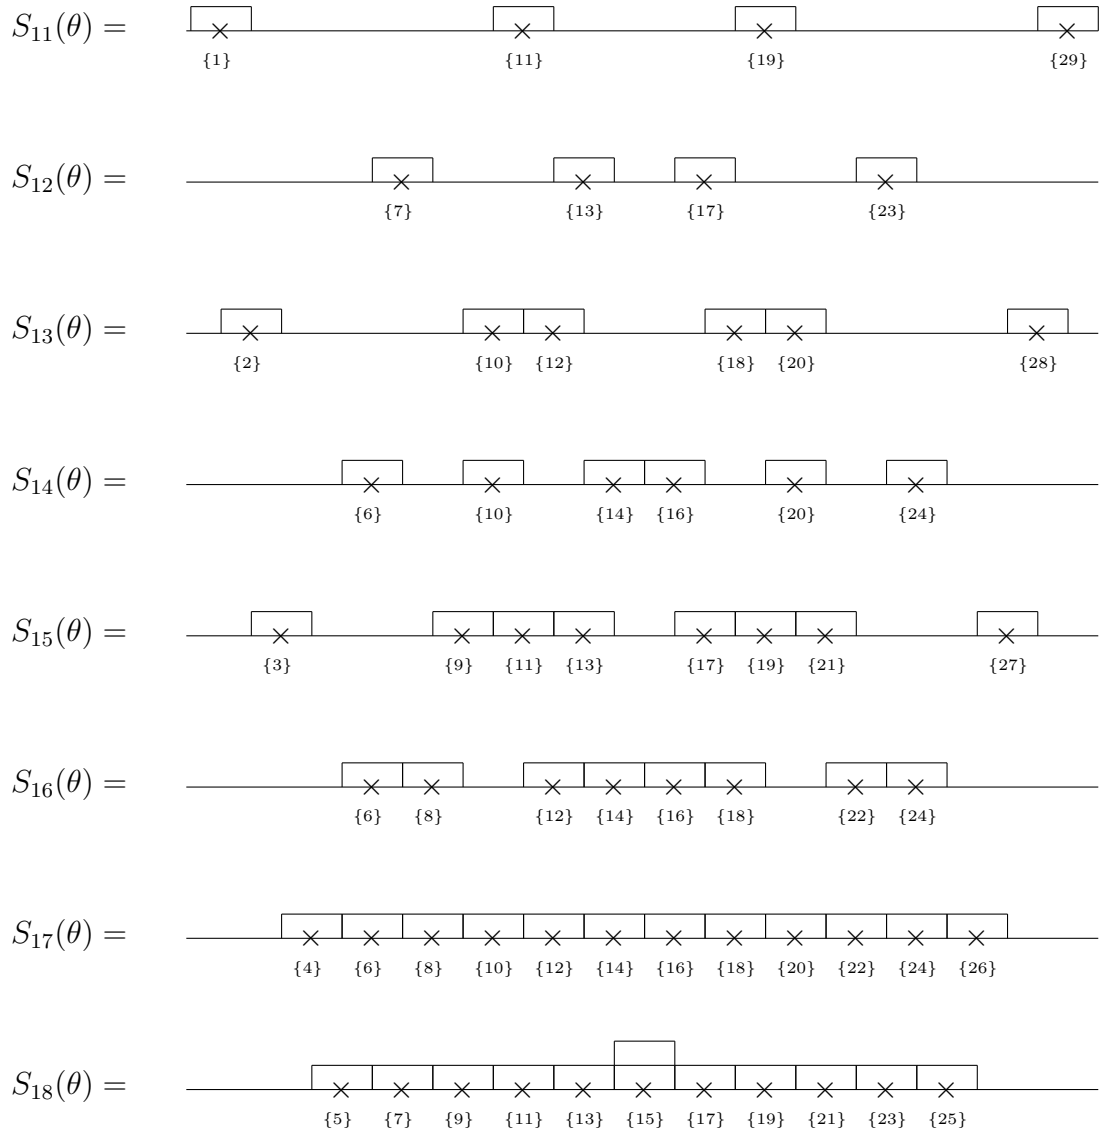 S₁₁(θ) =
{1} {11} {19} {29}
S₁₂(θ) =
{7} {13} {17} {23}
S₁₃(θ) =
{2} {10} {12} {18} {20} {28}
S₁₄(θ) =
{6} {10} {14} {16} {20} {24}
S₁₅(θ) =
{3} {9} {11} {13} {17} {19} {21} {27}
S₁₆(θ) =
{6} {8} {12} {14} {16} {18} {22} {24}
S₁₇(θ) =
{4} {6} {8} {10} {12} {14} {16} {18} {20} {22} {24} {26}
S₁₈(θ) =
{5} {7} {9} {11} {13} {15} {17} {19} {21} {23} {25}